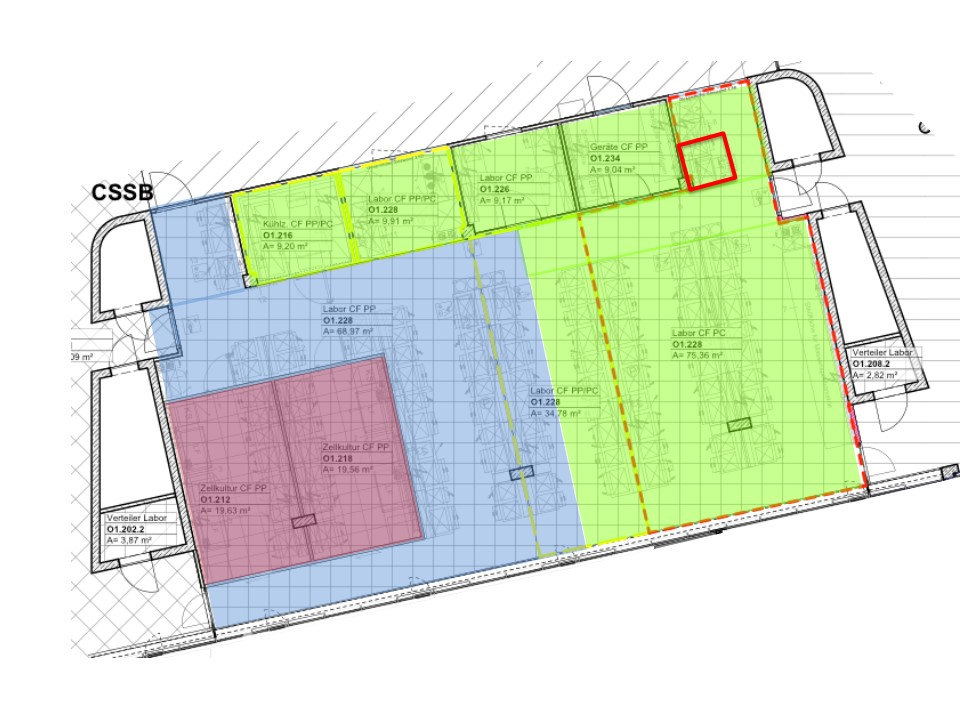 CSSB
Geräte CF PP
O1.234
A= 9,04 m²
Labor CF PP
O1.226
A= 9,17 m²
Labor CF PP/PC
O1.228
A= 9,91 m²
Kühlz. CF PP/PC
O1.216
A= 9,20 m²
Labor CF PP
O1.228
A= 68,97 m²
Labor CF PC
O1.228
A= 75,36 m²
09 m²
Verteiler Labor
O1.208.2
A= 2,82 m²
Labor CF PP/PC
O1.228
A= 34,78 m²
Zellkultur CF PP
O1.218
A= 19,56 m²
Zellkultur CF PP
O1.212
A= 19,63 m²
Verteiler Labor
O1.202.2
A= 3,87 m²